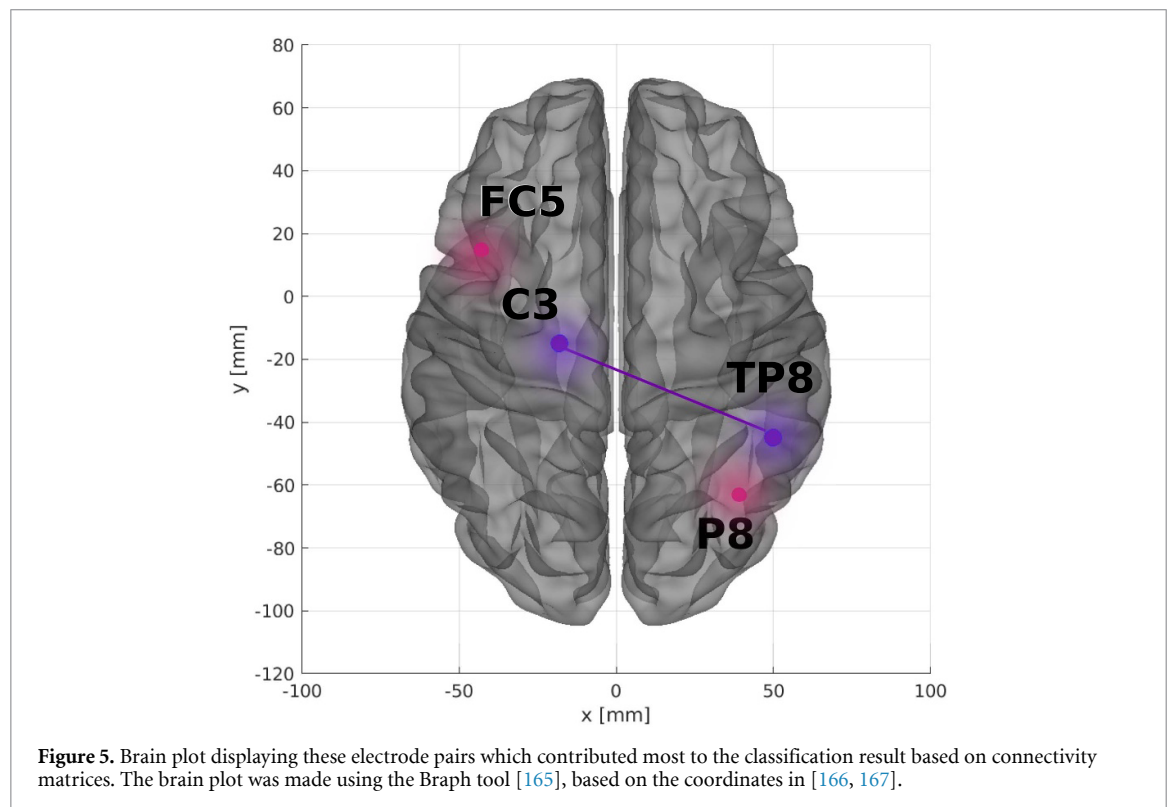 80
60
40
20
0
-20
-40
-60
-80
-100
-120
y [mm]
FC5
C3
TP8
P8
-100 -50 0 50 100
x [mm]
Figure 5. Brain plot displaying these electrode pairs which contributed most to the classification result based on connectivity
matrices. The brain plot was made using the Braph tool [165], based on the coordinates in [166, 167].